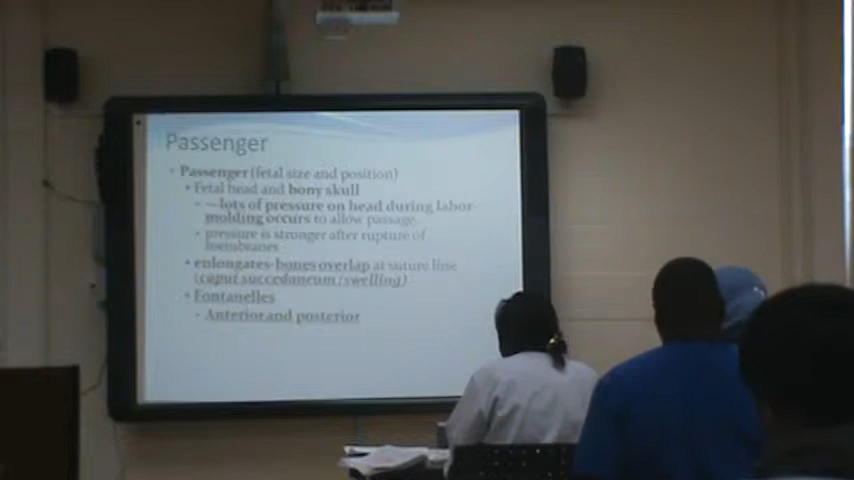 Passenger
Passenger (fetal size and position)
Fetal head and bony skull
—lots of pressure on head during labor-
molding occurs to allow passage
pressure is stronger after rupture of
membranes
enlongates-bones overlap at suture line
(caput succedaneum/swelling)
Fontanelles
Anterior and posterior